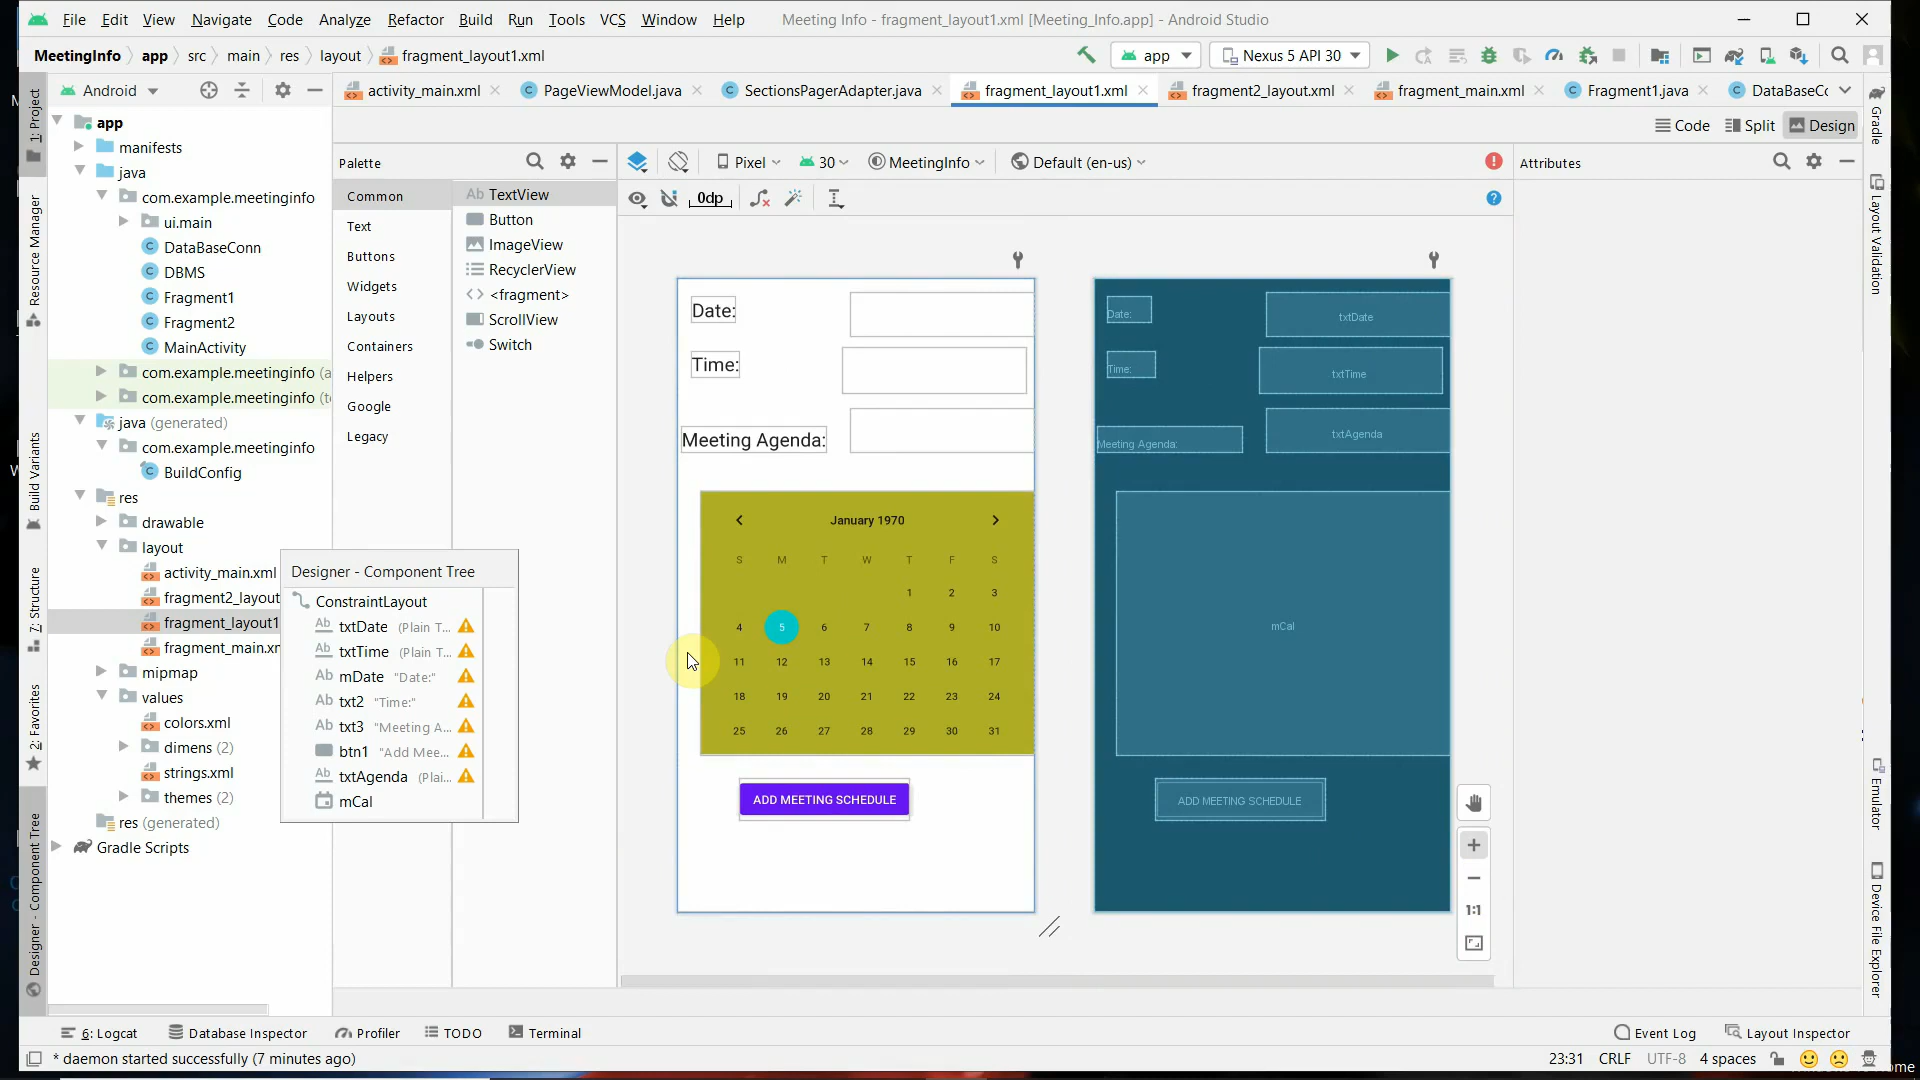 File Edit View Navigate Code Analyze Refactor Build Run Tools VCS Window Help Meeting Info - fragment_layout1.xml [Meeting_Info.app] - Android Studio
MeetingInfo app src main res layout fragment_layout1.xml app Nexus 5 API 30
Android activity_main.xml PageViewModel.java SectionsPagerAdapter.java fragment_layout1.xml fragment2_layout.xml fragment_main.xml Fragment1.java DataBaseCo
Code Split Design
Palette Pixel 30 MeetingInfo Default (en-us) Attributes
0dp
1: Project
Resource Manager
Build Variants
7: Structure
2: Favorites
Designer - Component Tree
app
manifests
java
com.example.meetinginfo
ui.main
DataBaseConn
DBMS
Fragment1
Fragment2
MainActivity
com.example.meetinginfo (a
com.example.meetinginfo (t
java (generated)
com.example.meetinginfo
BuildConfig
res
drawable
layout
activity_main.xml
fragment2_layout
fragment_layout1
fragment_main.xm
mipmap
values
colors.xml
dimens (2)
strings.xml
themes (2)
res (generated)
Gradle Scripts
Common
Text
Buttons
Widgets
Layouts
Containers
Helpers
Google
Legacy
Ab TextView
Button
ImageView
RecyclerView
<fragment>
ScrollView
Switch
Designer - Component Tree
ConstraintLayout
Ab txtDate (Plain T...
Ab txtTime (Plain T...
Ab mDate "Date:"
Ab txt2 "Time:"
Ab txt3 "Meeting A...
btn1 "Add Mee...
Ab txtAgenda (Plai...
mCal
Date:
Time:
Meeting Agenda:
January 1970
S M T W T F S
1 2 3
4 5 6 7 8 9 10
11 12 13 14 15 16 17
18 19 20 21 22 23 24
25 26 27 28 29 30 31
ADD MEETING SCHEDULE
Date: txtDate
Time: txtTime
Meeting Agenda: txtAgenda
mCal
ADD MEETING SCHEDULE
1:1
Gradle
Layout Validation
Emulator
Device File Explorer
6: Logcat Database Inspector Profiler TODO Terminal Event Log Layout Inspector
* daemon started successfully (7 minutes ago) 23:31 CRLF UTF-8 4 spaces